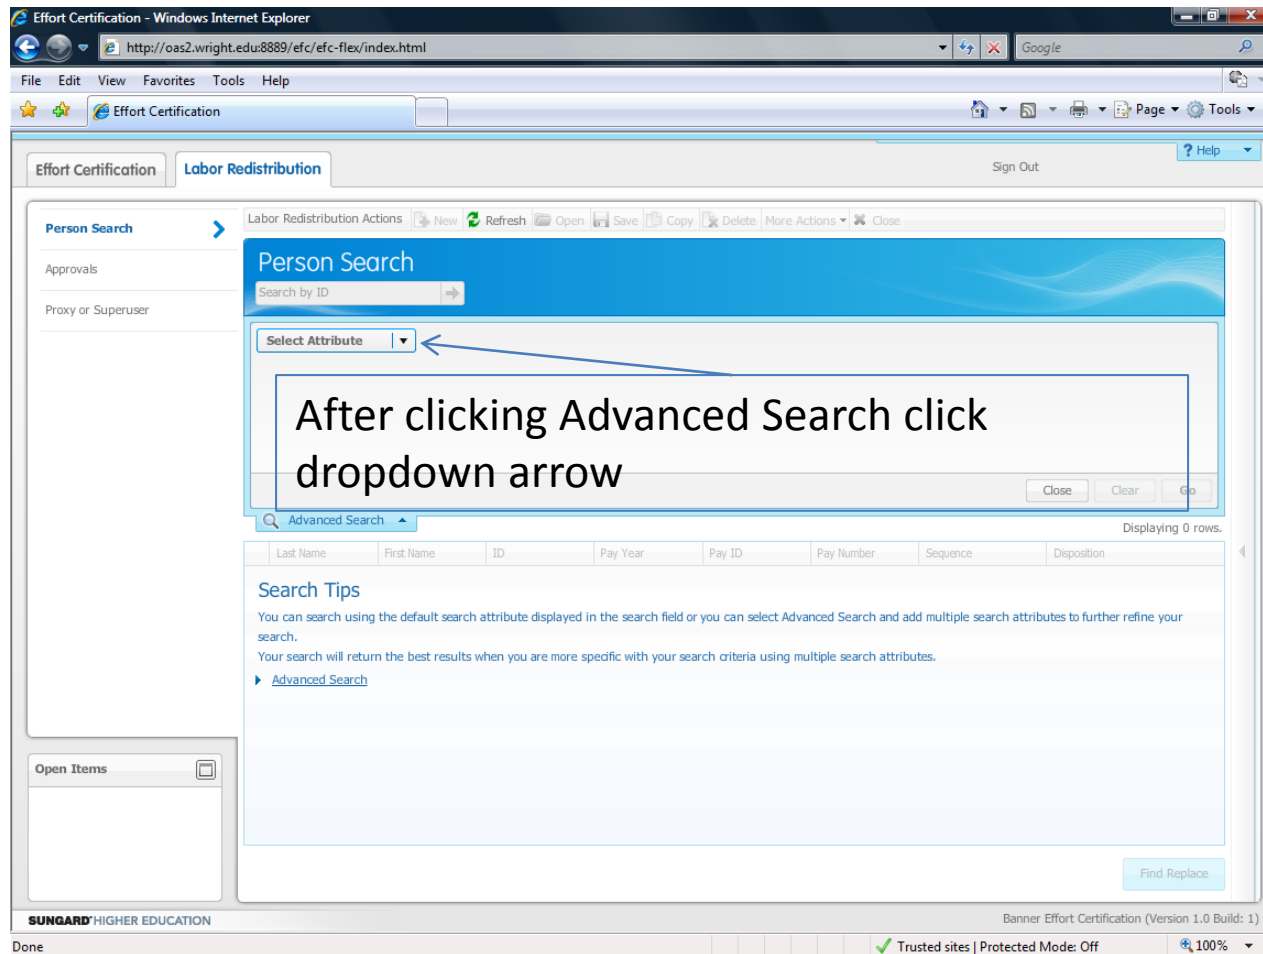 Effort Certification - Windows Internet Explorer
http://oas2.wright.edu:8889/efc/efc-flex/index.html
Google
File Edit View Favorites Tools Help
Effort Certification
Page Tools
? Help
Effort Certification Labor Redistribution Sign Out
Labor Redistribution Actions New Refresh Open Save Copy Delete More Actions Close
Person Search
Approvals
Proxy or Superuser
Person Search
Search by ID
Select Attribute
After clicking Advanced Search click
dropdown arrow
Close Clear Go
Advanced Search
Displaying 0 rows.
Last Name First Name ID Pay Year Pay ID Pay Number Sequence Disposition
Search Tips
You can search using the default search attribute displayed in the search field or you can select Advanced Search and add multiple search attributes to further refine your
search.
Your search will return the best results when you are more specific with your search criteria using multiple search attributes.
Advanced Search
Open Items
Find Replace
SUNGARD HIGHER EDUCATION
Banner Effort Certification (Version 1.0 Build: 1)
Done
Trusted sites | Protected Mode: Off
100%